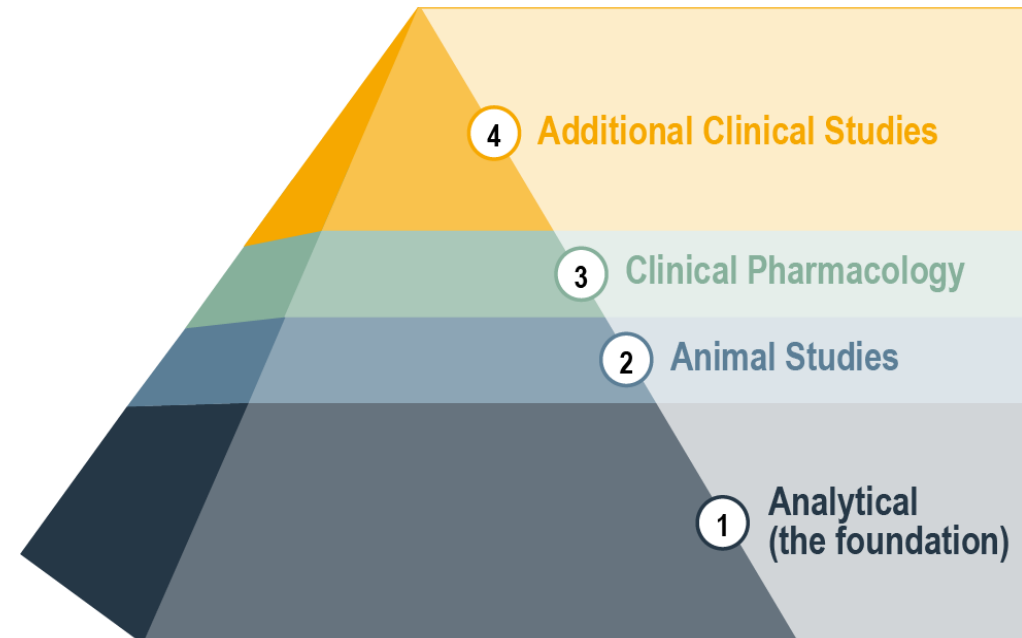 4 Additional Clinical Studies
3 Clinical Pharmacology
2 Animal Studies
1 Analytical
(the foundation)